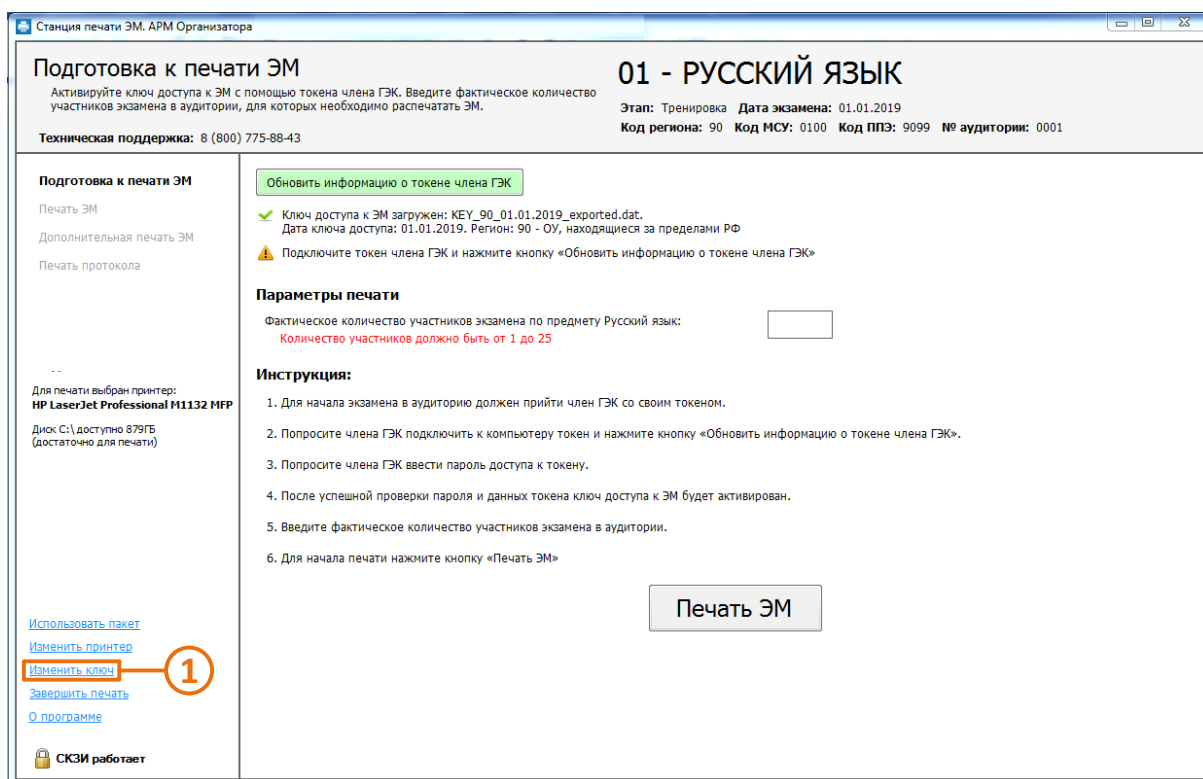 Станция печати ЭМ. АРМ Организатора
Подготовка к печати ЭМ
Активируйте ключ доступа к ЭМ с помощью токена члена ГЭК. Введите фактическое количество
участников экзамена в аудитории, для которых необходимо распечатать ЭМ.
Техническая поддержка: 8 (800) 775-88-43
01 - РУССКИЙ ЯЗЫК
Этап: Тренировка Дата экзамена: 01.01.2019
Код региона: 90 Код МСУ: 0100 Код ППЭ: 9099 № аудитории: 0001
Подготовка к печати ЭМ
Печать ЭМ
Дополнительная печать ЭМ
Печать протокола
Для печати выбран принтер:
HP LaserJet Professional M1132 MFP
Диск C:\ доступно 879ГБ
(достаточно для печати)
Использовать пакет
Изменить принтер
Изменить ключ
1
Завершить печать
О программе
СКЗИ работает
Обновить информацию о токене члена ГЭК
Ключ доступа к ЭМ загружен: KEY_90_01.01.2019_exported.dat.
Дата ключа доступа: 01.01.2019. Регион: 90 - ОУ, находящиеся за пределами РФ
Подключите токен члена ГЭК и нажмите кнопку «Обновить информацию о токене члена ГЭК»
Параметры печати
Фактическое количество участников экзамена по предмету Русский язык:
Количество участников должно быть от 1 до 25
Инструкция:
1. Для начала экзамена в аудиторию должен прийти член ГЭК со своим токеном.
2. Попросите члена ГЭК подключить к компьютеру токен и нажмите кнопку «Обновить информацию о токене члена ГЭК».
3. Попросите члена ГЭК ввести пароль доступа к токену.
4. После успешной проверки пароля и данных токена ключ доступа к ЭМ будет активирован.
5. Введите фактическое количество участников экзамена в аудитории.
6. Для начала печати нажмите кнопку «Печать ЭМ»
Печать ЭМ